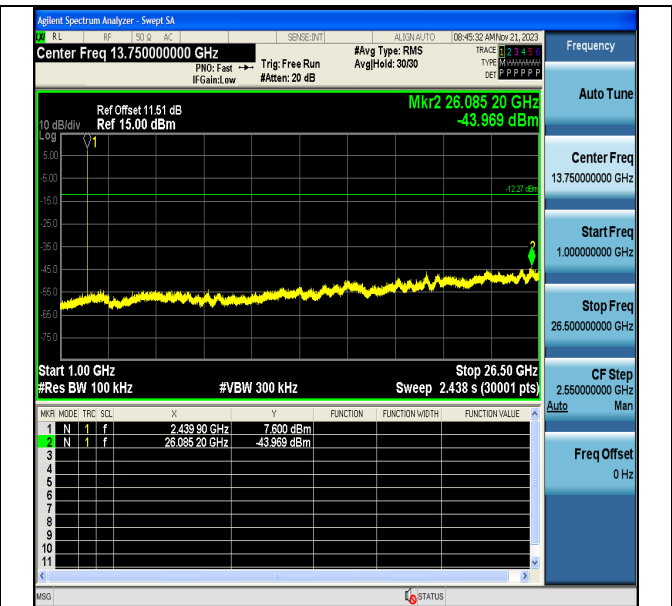 Agilent Spectrum Analyzer - Swept SA
RL RF 50 Ω AC SENSE:INT ALIGN AUTO 08:45:32 AM Nov 21, 2023
Center Freq 13.750000000 GHz
PNO: Fast
IFGain:Low
Trig: Free Run
#Atten: 20 dB
#Avg Type: RMS
Avg|Hold: 30/30
TRACE 1 2 3 4 5 6
TYPE M
DET P P P P P P
Mkr2 26.085 20 GHz
-43.969 dBm
Ref Offset 11.51 dB
10 dB/div Ref 15.00 dBm
Log
1
5.00
-5.00
-12.27 dBm
-15.0
-25.0
-35.0
2
-45.0
-55.0
-65.0
-75.0
Start 1.00 GHz Stop 26.50 GHz
#Res BW 100 kHz #VBW 300 kHz Sweep 2.438 s (30001 pts)
MKR MODE TRC SCL X Y FUNCTION FUNCTION WIDTH FUNCTION VALUE
1 N 1 f 2.439 90 GHz 7.600 dBm
2 N 1 f 26.085 20 GHz -43.969 dBm
3
4
5
6
7
8
9
10
11
MSG STATUS
Frequency
Auto Tune
Center Freq
13.750000000 GHz
Start Freq
1.000000000 GHz
Stop Freq
26.500000000 GHz
CF Step
2.550000000 GHz
Auto Man
Freq Offset
0 Hz